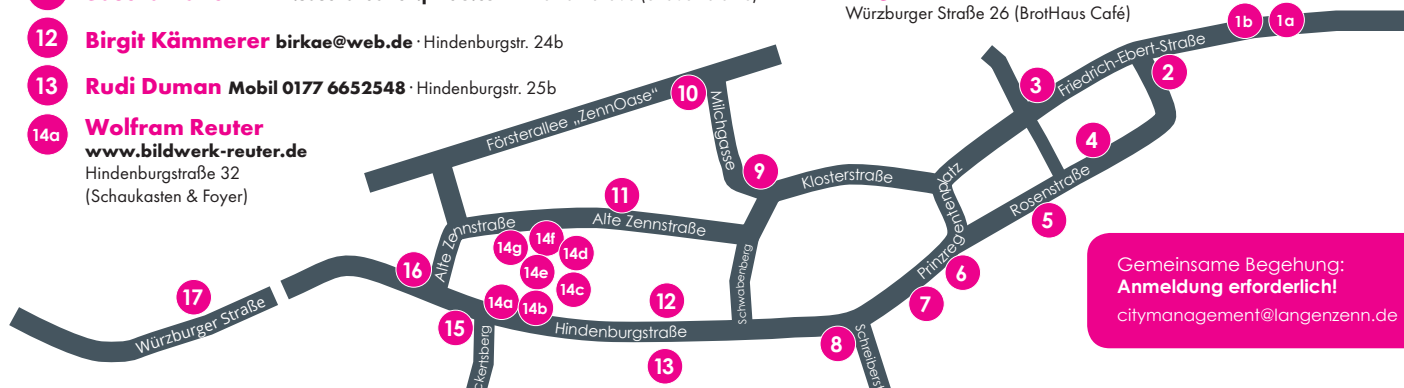 Würzburger Straße 26 (BrotHaus Café)
12 Birgit Kämmerer birkae@web.de · Hindenburgstr. 24b
13 Rudi Duman Mobil 0177 6652548 · Hindenburgstr. 25b
14a Wolfram Reuter
www.bildwerk-reuter.de
Hindenburgstraße 32
(Schaukasten & Foyer)
1b
1a
Friedrich-Ebert-Straße
2
3
10
Försterallee „ZennOase“
Milchgasse
4
9
Klosterstraße
Rosenstraße
5
11
Alte Zennstraße
Alte Zennstraße
14f
14g
14d
14e
14c
14a
14b
Prinzregentenplatz
6
7
16
17
Würzburger Straße
12
Schwabenberg
Hindenburgstraße
15
13
8
Gemeinsame Begehung:
Anmeldung erforderlich!
citymanagement@langenzenn.de